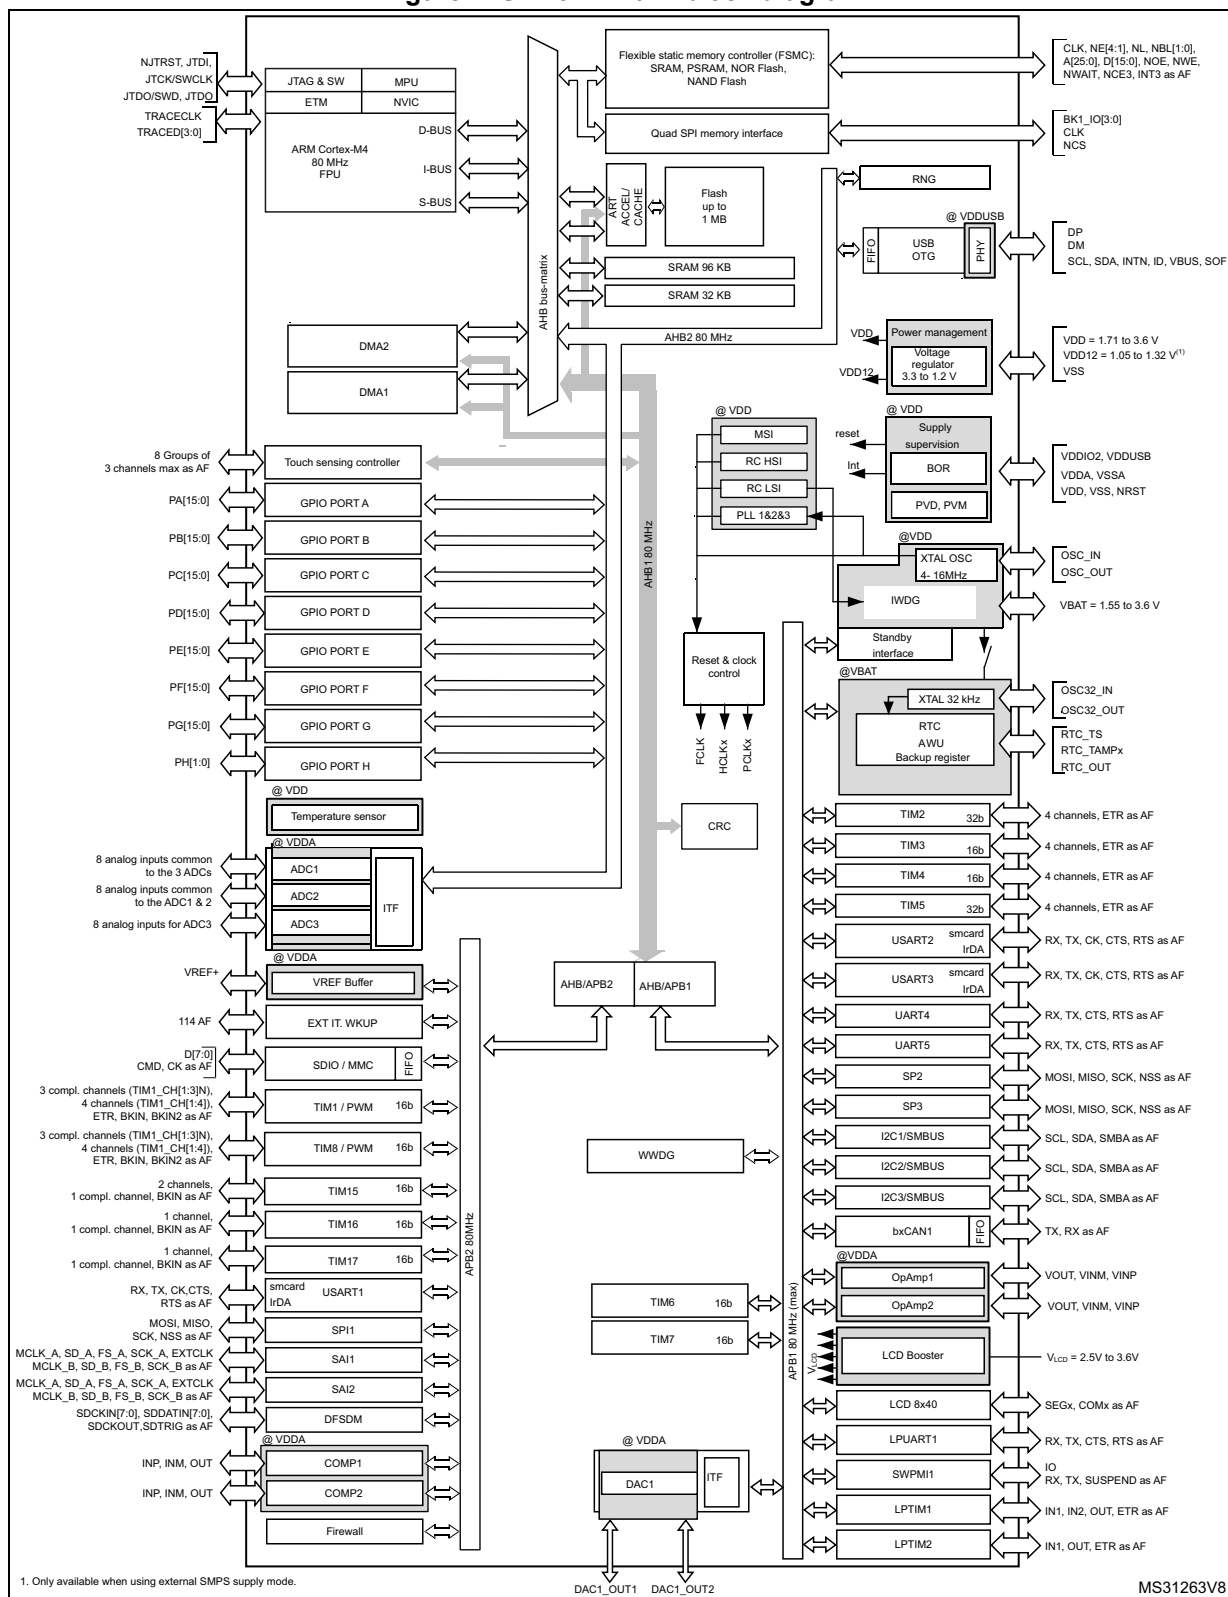 NJTRST, JTDI,
JTCK/SWCLK
JTDO/SWD, JTDO
TRACECLK
TRACED[3:0]
JTAG & SW
MPU
ETM
NVIC
ARM Cortex-M4
80 MHz
FPU
D-BUS
I-BUS
S-BUS
AHB bus-matrix
Flexible static memory controller (FSMC):
SRAM, PSRAM, NOR Flash,
NAND Flash
CLK, NE[4:1], NL, NBL[1:0],
A[25:0], D[15:0], NOE, NWE,
NWAIT, NCE3, INT3 as AF
Quad SPI memory interface
BK1_IO[3:0]
CLK
NCS
ART
ACCEL/
CACHE
Flash
up to
1 MB
RNG
@ VDDUSB
FIFO
USB
OTG
PHY
DP
DM
SCL, SDA, INTN, ID, VBUS, SOF
SRAM 96 KB
SRAM 32 KB
AHB2 80 MHz
DMA2
DMA1
VDD
VDD12
Power management
Voltage
regulator
3.3 to 1.2 V
VDD = 1.71 to 3.6 V
VDD12 = 1.05 to 1.32 V(1)
VSS
@ VDD
MSI
RC HSI
RC LSI
PLL 1&2&3
@ VDD
reset
Int
Supply
supervision
BOR
PVD, PVM
VDDIO2, VDDUSB
VDDA, VSSA
VDD, VSS, NRST
8 Groups of
3 channels max as AF
Touch sensing controller
PA[15:0]
GPIO PORT A
PB[15:0]
GPIO PORT B
PC[15:0]
GPIO PORT C
PD[15:0]
GPIO PORT D
PE[15:0]
GPIO PORT E
PF[15:0]
GPIO PORT F
PG[15:0]
GPIO PORT G
PH[1:0]
GPIO PORT H
AHB1 80 MHz
@VDD
XTAL OSC
4- 16MHz
IWDG
Standby
interface
OSC_IN
OSC_OUT
VBAT = 1.55 to 3.6 V
Reset & clock
control
FCLK
HCLKx
PCLKx
@VBAT
XTAL 32 kHz
RTC
AWU
Backup register
OSC32_IN
OSC32_OUT
RTC_TS
RTC_TAMPx
RTC_OUT
@ VDD
Temperature sensor
@ VDDA
8 analog inputs common
to the 3 ADCs
8 analog inputs common
to the ADC1 & 2
8 analog inputs for ADC3
ADC1
ADC2
ADC3
ITF
CRC
@ VDDA
VREF+
VREF Buffer
114 AF
EXT IT. WKUP
D[7:0]
CMD, CK as AF
SDIO / MMC
FIFO
3 compl. channels (TIM1_CH[1:3]N),
4 channels (TIM1_CH[1:4]),
ETR, BKIN, BKIN2 as AF
TIM1 / PWM 16b
3 compl. channels (TIM1_CH[1:3]N),
4 channels (TIM1_CH[1:4]),
ETR, BKIN, BKIN2 as AF
TIM8 / PWM 16b
2 channels,
1 compl. channel, BKIN as AF
TIM15 16b
1 channel,
1 compl. channel, BKIN as AF
TIM16 16b
1 channel,
1 compl. channel, BKIN as AF
TIM17 16b
RX, TX, CK,CTS,
RTS as AF
smcard
IrDA
USART1
MOSI, MISO,
SCK, NSS as AF
SPI1
MCLK_A, SD_A, FS_A, SCK_A, EXTCLK
MCLK_B, SD_B, FS_B, SCK_B as AF
SAI1
MCLK_A, SD_A, FS_A, SCK_A, EXTCLK
MCLK_B, SD_B, FS_B, SCK_B as AF
SAI2
SDCKIN[7:0], SDDATIN[7:0],
SDCKOUT,SDTRIG as AF
DFSDM
@ VDDA
INP, INM, OUT
COMP1
INP, INM, OUT
COMP2
Firewall
APB2 80MHz
AHB/APB2
AHB/APB1
WWDG
TIM6 16b
TIM7 16b
@ VDDA
DAC1
ITF
DAC1_OUT1
DAC1_OUT2
APB1 80 MHz (max)
TIM2 32b
4 channels, ETR as AF
TIM3 16b
4 channels, ETR as AF
TIM4 16b
4 channels, ETR as AF
TIM5 32b
4 channels, ETR as AF
USART2
smcard
IrDA
RX, TX, CK, CTS, RTS as AF
USART3
smcard
IrDA
RX, TX, CK, CTS, RTS as AF
UART4
RX, TX, CTS, RTS as AF
UART5
RX, TX, CTS, RTS as AF
SP2
MOSI, MISO, SCK, NSS as AF
SP3
MOSI, MISO, SCK, NSS as AF
I2C1/SMBUS
SCL, SDA, SMBA as AF
I2C2/SMBUS
SCL, SDA, SMBA as AF
I2C3/SMBUS
SCL, SDA, SMBA as AF
bxCAN1
FIFO
TX, RX as AF
@VDDA
OpAmp1
VOUT, VINM, VINP
OpAmp2
VOUT, VINM, VINP
VLCD
LCD Booster
VLCD = 2.5V to 3.6V
LCD 8x40
SEGx, COMx as AF
LPUART1
RX, TX, CTS, RTS as AF
SWPMI1
IO
RX, TX, SUSPEND as AF
LPTIM1
IN1, IN2, OUT, ETR as AF
LPTIM2
IN1, OUT, ETR as AF
1. Only available when using external SMPS supply mode.
MS31263V8